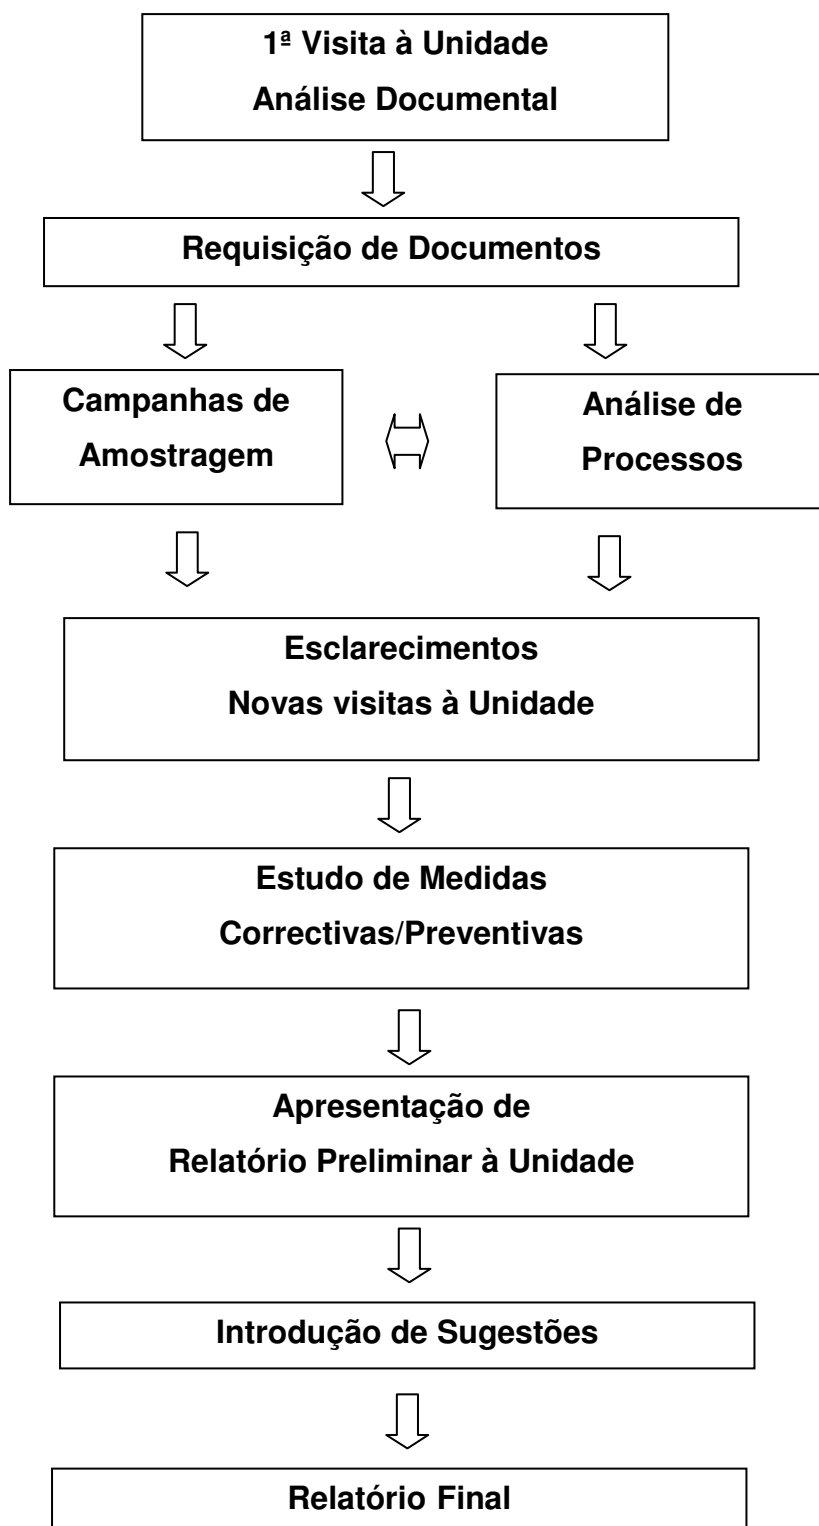 1ª Visita à Unidade
Análise Documental
Requisição de Documentos
Campanhas de
Amostragem
Análise de
Processos
Esclarecimentos
Novas visitas à Unidade
Estudo de Medidas
Correctivas/Preventivas
Apresentação de
Relatório Preliminar à Unidade
Introdução de Sugestões
Relatório Final